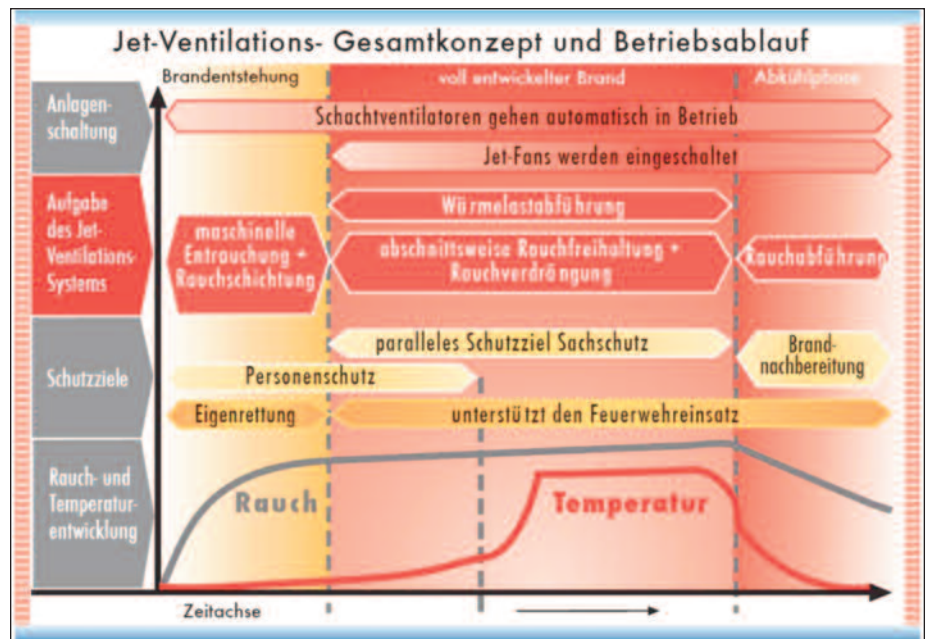 Jet-Ventilations- Gesamtkonzept und Betriebsablauf
Brandentstehung
voll entwickelter Brand
Abkühlphase
Anlagen-
schaltung
Schachtventilatoren gehen automatisch in Betrieb
Jet-Fans werden eingeschaltet
Aufgabe
des Jet-
Ventilations-
Systems
Wärmelastabführung
maschinelle
Entrauchung +
Rauchschichtung
abschnittsweise Rauchfreihaltung +
Rauchverdrängung
Rauchabführung
Schutzziele
paralleles Schutzziel Sachschutz
Brand-
nachbereitung
Personenschutz
Eigenrettung
unterstützt den Feuerwehreinsatz
Rauch- und
Temperatur-
entwicklung
Rauch
Temperatur
Zeitachse